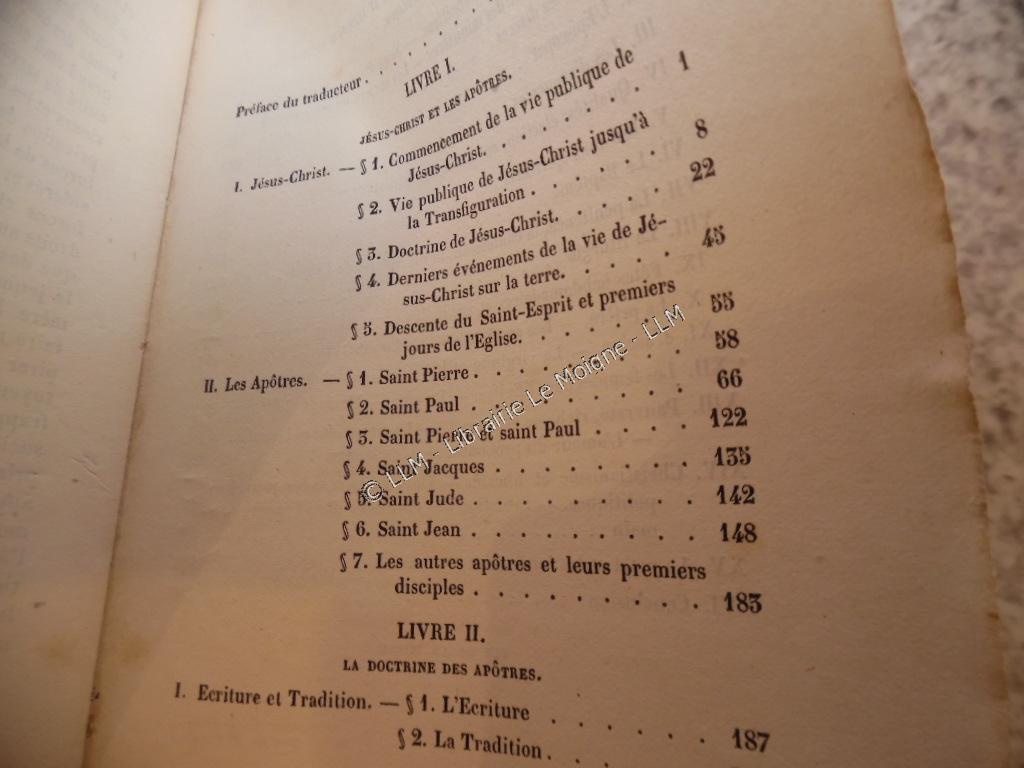 Préface du traducteur . . . . .
LIVRE I.
JÉSUS-CHRIST ET LES APÔTRES.
I. Jésus-Christ. — § 1. Commencement de la vie publique de
Jésus-Christ. . . . . . . 1
§ 2. Vie publique de Jésus-Christ jusqu'à
la Transfiguration . . . . . 8
§ 3. Doctrine de Jésus-Christ. . . . . 22
§ 4. Derniers événements de la vie de Jé-
sus-Christ sur la terre. . . . . 45
§ 5. Descente du Saint-Esprit et premiers
jours de l'Eglise. . . . . . 55
II. Les Apôtres. — § 1. Saint Pierre . . . . . . . 58
§ 2. Saint Paul . . . . . . . 66
§ 3. Saint Pierre et saint Paul . . . . 122
§ 4. Saint Jacques . . . . . . . 135
§ 5. Saint Jude . . . . . . . . 142
§ 6. Saint Jean . . . . . . . . 148
§ 7. Les autres apôtres et leurs premiers
disciples . . . . . . . . . 183
LIVRE II.
LA DOCTRINE DES APÔTRES.
I. Ecriture et Tradition. — § 1. L'Ecriture . . . . . 187
§ 2. La Tradition. . . . .
© LLM - Librairie Le Moigne - LLM